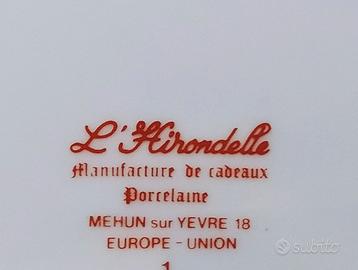 L'Hirondelle
Manufacture de cadeaux
Porcelaine
MEHUN sur YEVRE 18
EUROPE - UNION
1
subito